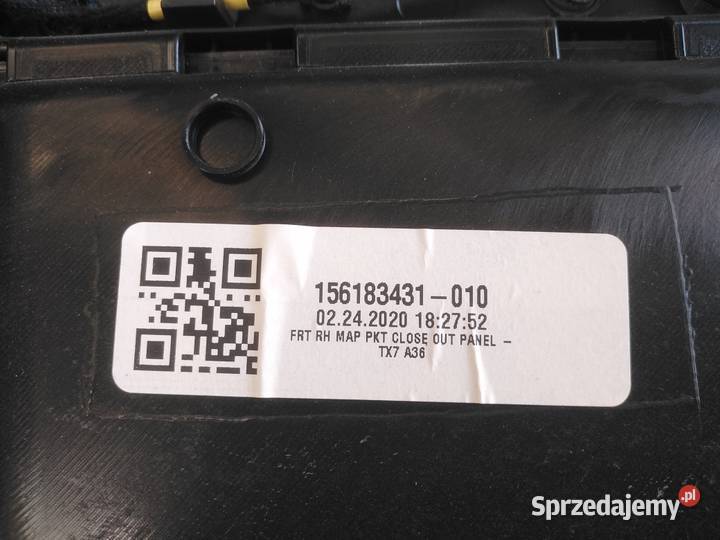 156183431-010
02.24.2020 18:27:52
FRT RH MAP PKT CLOSE OUT PANEL -
TX7 A36
Sprzedajemy.pl